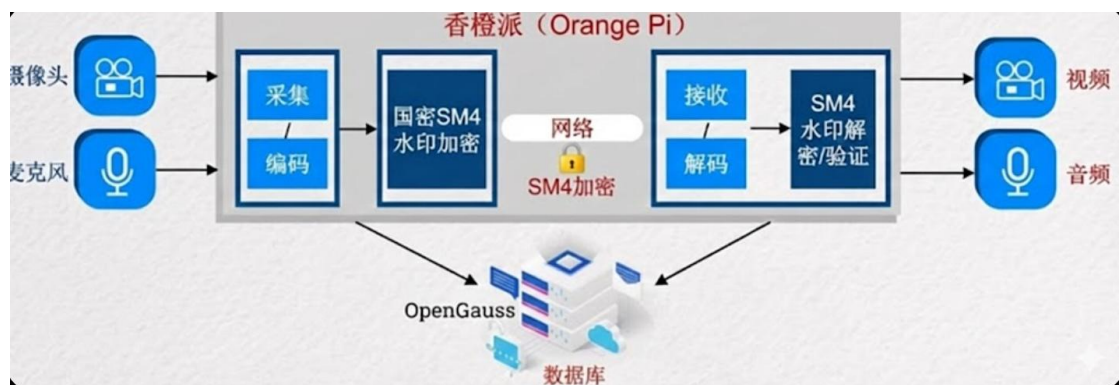 香橙派（Orange Pi）
摄像头
麦克风
采集
/
编码
国密SM4
水印加密
网络
SM4加密
接收
/
解码
SM4
水印解
密/验证
视频
音频
OpenGauss
数据库